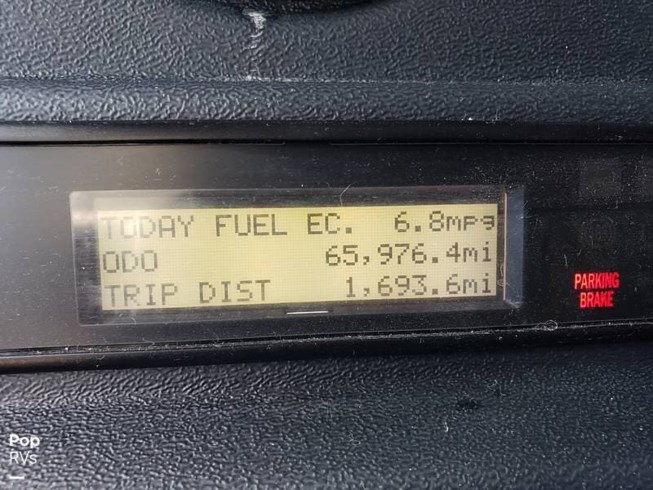 TODAY FUEL EC. 6.8mpg
ODO 65,976.4mi
TRIP DIST 1,693.6mi
PARKING
BRAKE
Pop
RVs